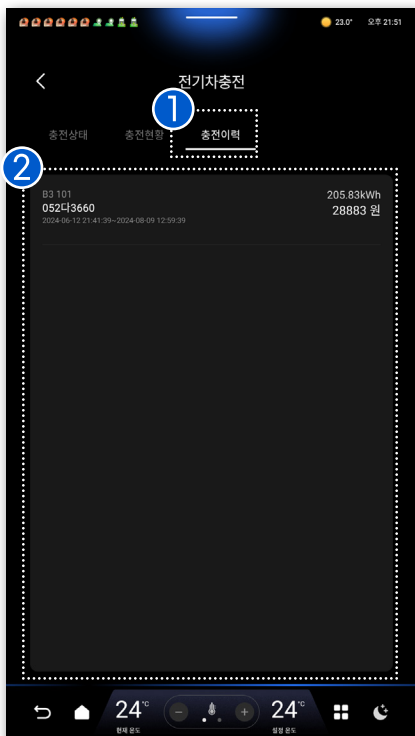 23.0° 오후 21:51
전기차충전
1
충전상태 충전현황 충전이력
2
B3 101 205.83kWh
052다3660 28883 원
2024-06-12 21:41:39~2024-08-09 12:59:39
24°C 24°C
현재 온도 설정 온도